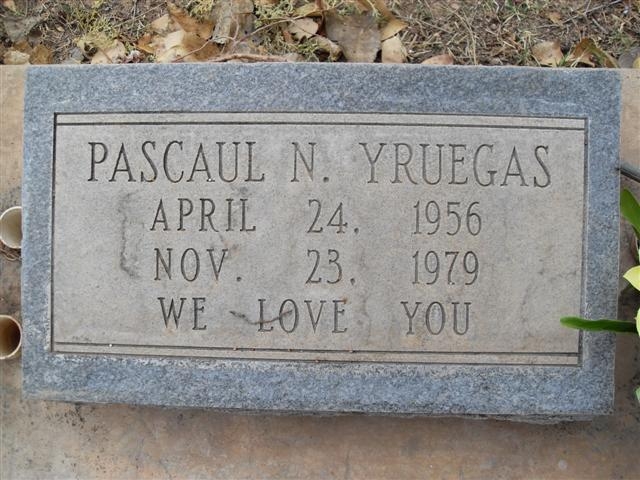 PASCAUL N. YRUEGAS
APRIL 24. 1956
NOV. 23. 1979
WE LOVE YOU